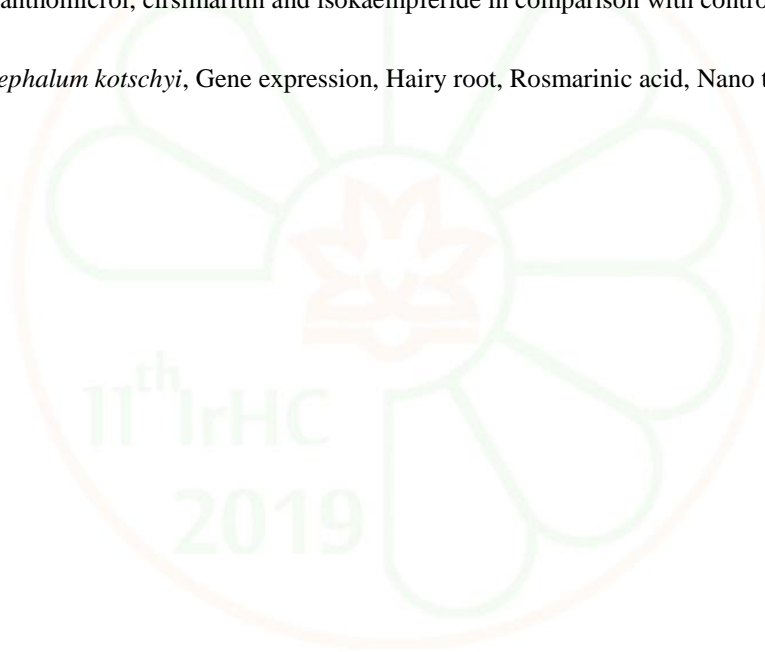 anthomicrol, cirsimaritin and isokaempferide in comparison with contro
ephalum kotschyi, Gene expression, Hairy root, Rosmarinic acid, Nano t
11th IrHC
2019